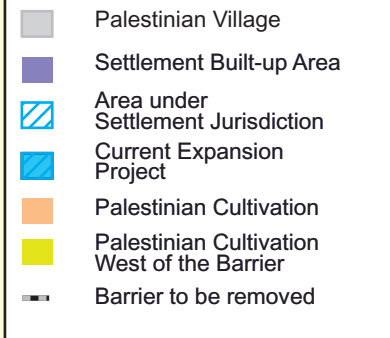 Palestinian Village
Settlement Built-up Area
Area under
Settlement Jurisdiction
Current Expansion
Project
Palestinian Cultivation
Palestinian Cultivation
West of the Barrier
Barrier to be removed